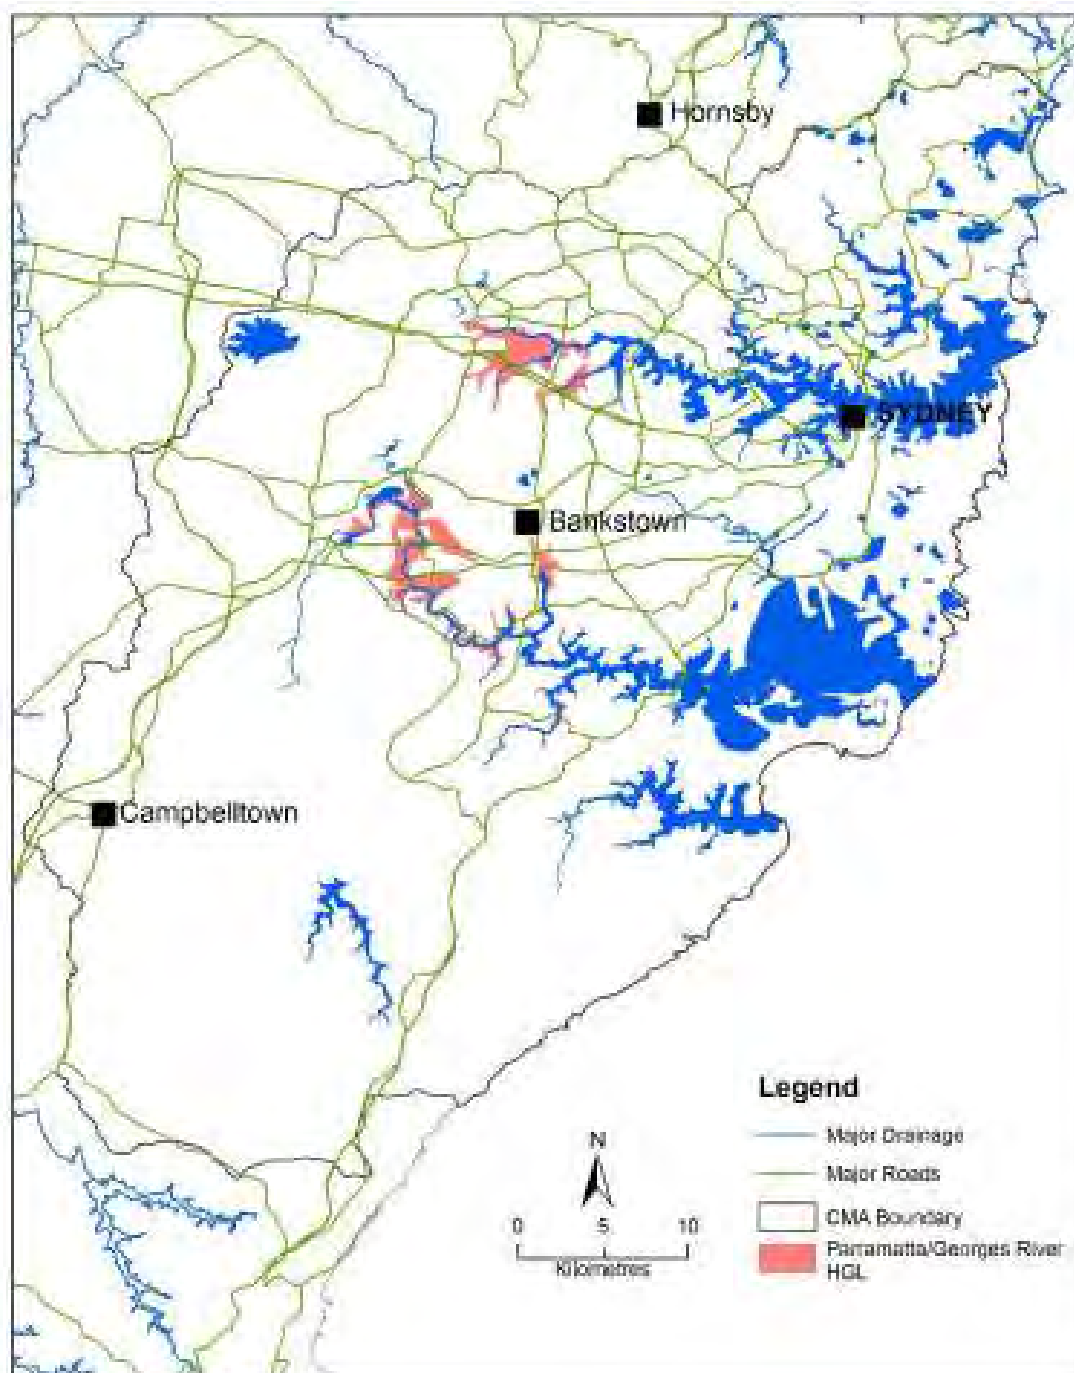 Hornsby
SYDNEY
Bankstown
Campbelltown
Legend
N
Major Drainage
Major Roads
0 5 10
CMA Boundary
Kilometres
Parramatta/Georges River
HGL